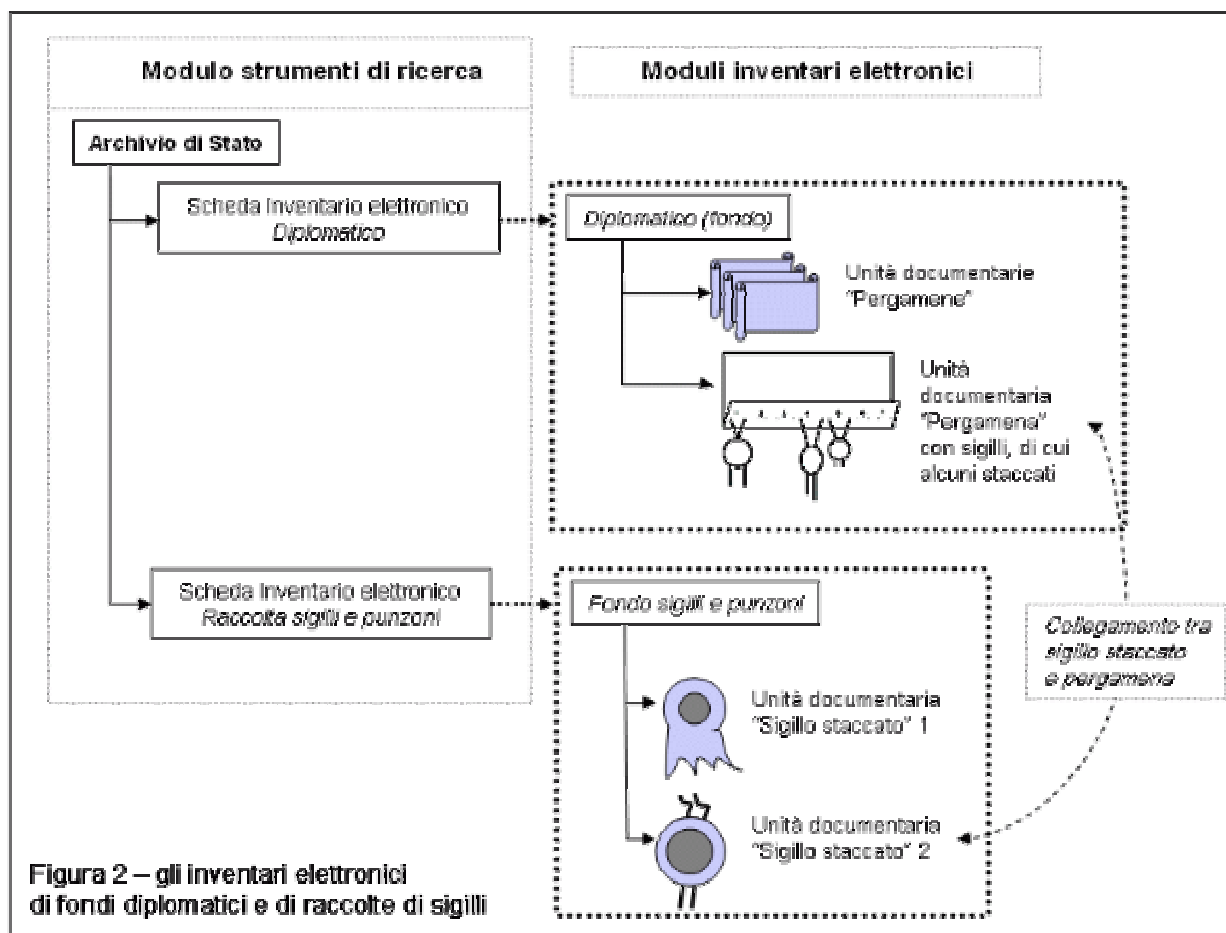 Modulo strumenti di ricerca
Moduli inventari elettronici
Archivio di Stato
Scheda Inventario elettronico
Diplomatico
Diplomatico (fondo)
Unità documentarie
"Pergamene"
Unità
documentaria
"Pergamena"
con sigilli, di cui
alcuni staccati
Scheda Inventario elettronico
Raccolta sigilli e punzoni
Fondo sigilli e punzoni
Collegamento tra
sigillo staccato
e pergamena
Unità documentaria
"Sigillo staccato" 1
Unità documentaria
"Sigillo staccato" 2
Figura 2 – gli inventari elettronici
di fondi diplomatici e di raccolte di sigilli